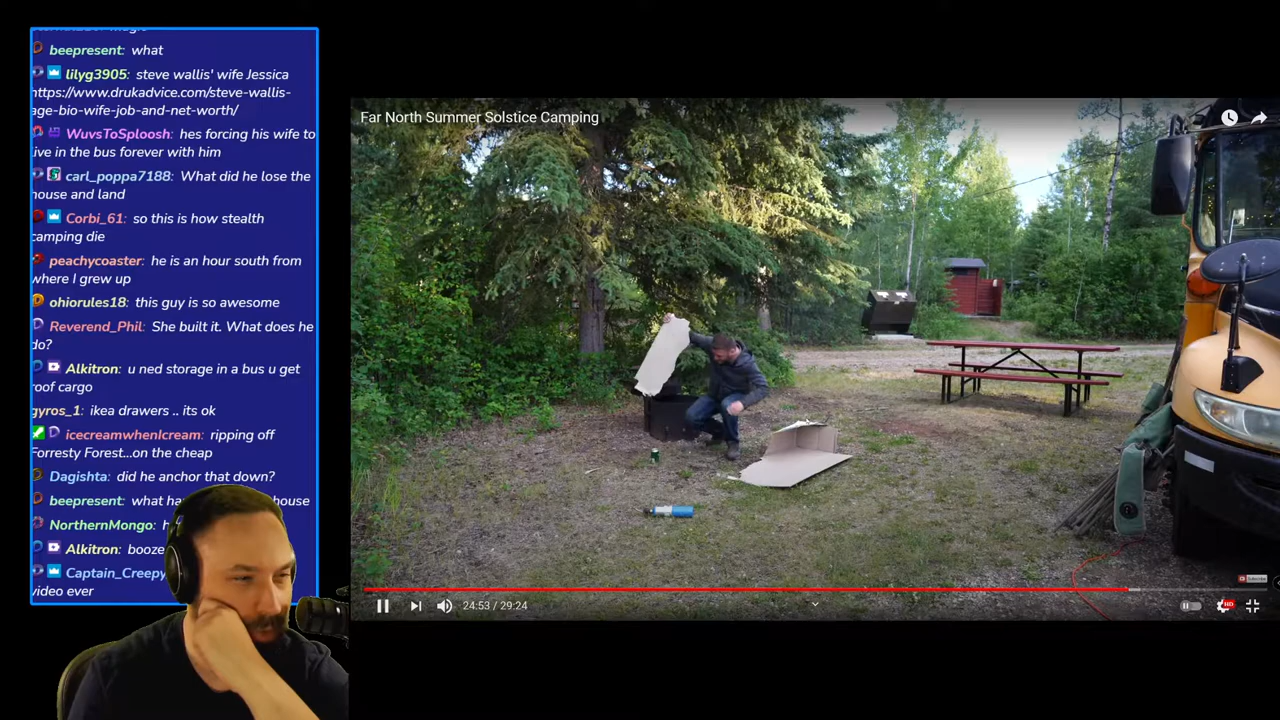 beepresent: what
lilyg3905: steve wallis' wife Jessica
https://www.drukadvice.com/steve-wallis-
age-bio-wife-job-and-net-worth/
WuvsToSploosh: hes forcing his wife to
live in the bus forever with him
carl_poppa7188: What did he lose the
house and land
Corbi_61: so this is how stealth
camping die
peachycoaster: he is an hour south from
where I grew up
ohiorules18: this guy is so awesome
Reverend_Phil: She built it. What does he
do?
Alkitron: u ned storage in a bus u get
roof cargo
gyros_1: ikea drawers .. its ok
icecreamwhenIcream: ripping off
Forresty Forest...on the cheap
Dagishta: did he anchor that down?
beepresent: what
NorthernMongo:
Alkitron: booze
Captain_Creepy
video ever
Far North Summer Solstice Camping
24:53 / 29:24
HD
Subscribe